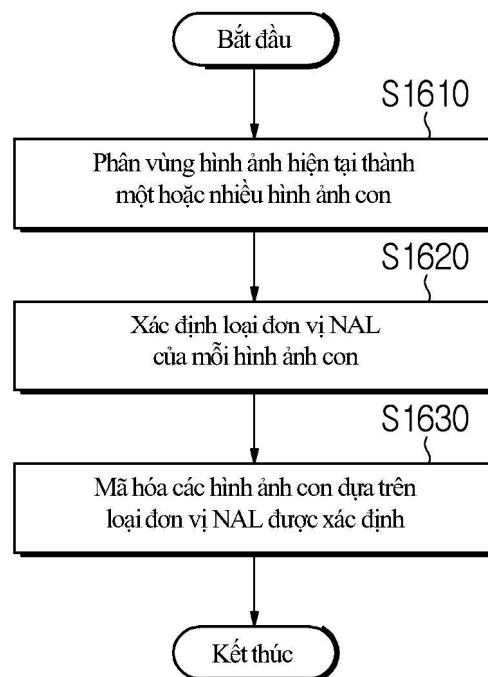 Bắt đầu
S1610
Phân vùng hình ảnh hiện tại thành
một hoặc nhiều hình ảnh con
S1620
Xác định loại đơn vị NAL
của mỗi hình ảnh con
S1630
Mã hóa các hình ảnh con dựa trên
loại đơn vị NAL được xác định
Kết thúc